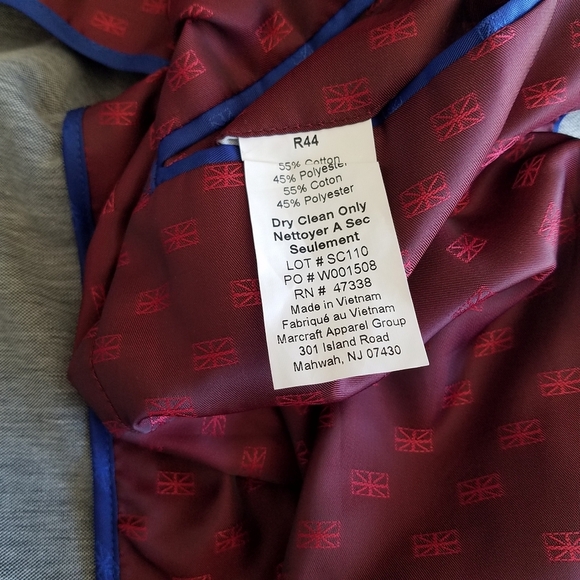 R44
55% Cotton
45% Polyester
55% Coton
45% Polyester
Dry Clean Only
Nettoyer A Sec
Seulement
LOT # SC110
PO # W001508
RN # 47338
Made in Vietnam
Fabriqué au Vietnam
Marcraft Apparel Group
301 Island Road
Mahwah, NJ 07430